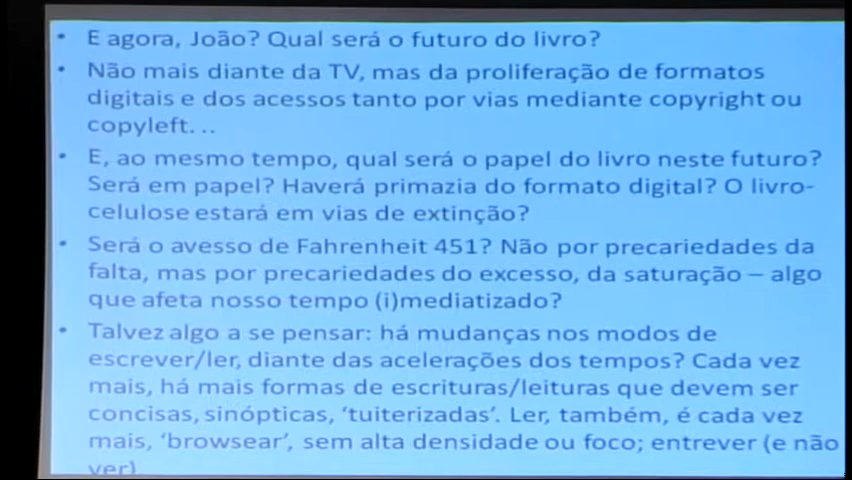 • E agora, João? Qual será o futuro do livro?
• Não mais diante da TV, mas da proliferação de formatos
digitais e dos acessos tanto por vias mediante copyright ou
copyleft. ..
• E, ao mesmo tempo, qual será o papel do livro neste futuro?
Será em papel? Haverá primazia do formato digital? O livro-
celulose estará em vias de extinção?
• Será o avesso de Fahrenheit 451? Não por precariedades da
falta, mas por precariedades do excesso, da saturação – algo
que afeta nosso tempo (i)mediatizado?
• Talvez algo a se pensar: há mudanças nos modos de
escrever/ler, diante das acelerações dos tempos? Cada vez
mais, há mais formas de escrituras/leituras que devem ser
concisas, sinópticas, ‘tuiterizadas’. Ler, também, é cada vez
mais, ‘browsear’, sem alta densidade ou foco; entrever (e não
ver)